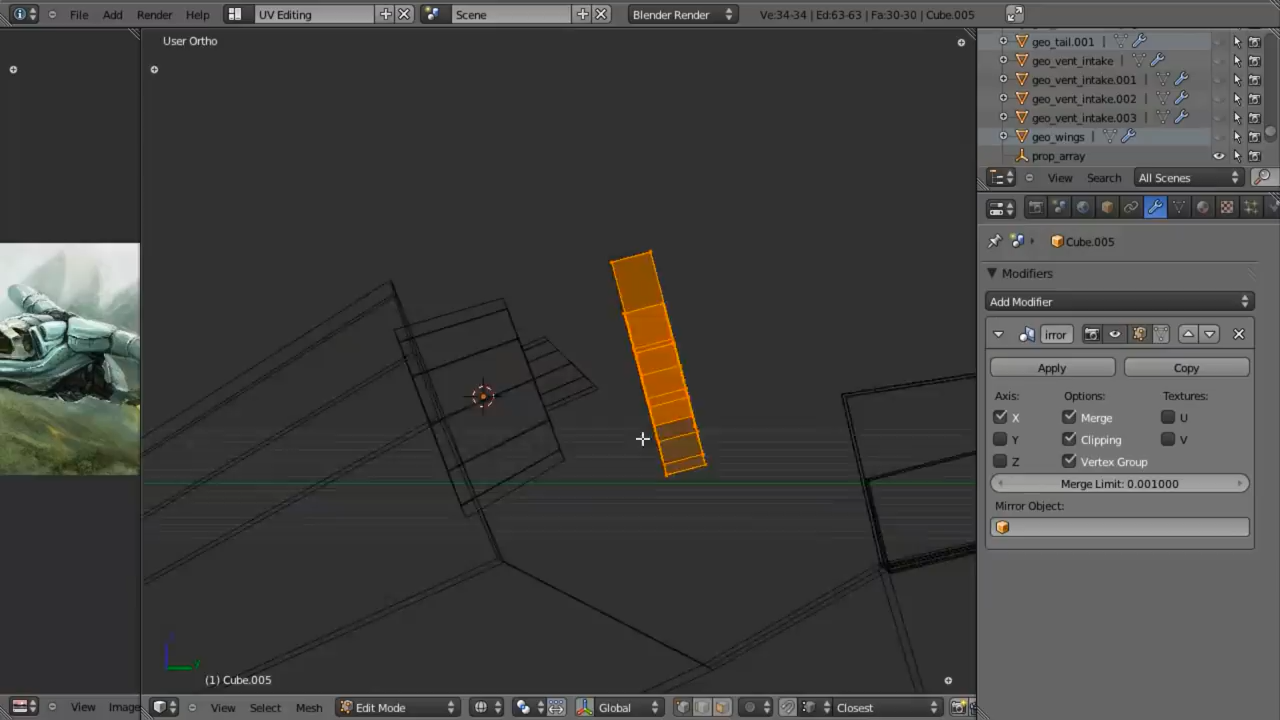 File Add Render Help UV Editing Scene Blender Render Ve:34-34 | Ed:63-63 | Fa:30-30 | Cube.005
User Ortho
geo_tail.001
geo_vent_intake
geo_vent_intake.001
geo_vent_intake.002
geo_vent_intake.003
geo_wings
prop_array
View Search All Scenes
Cube.005
Modifiers
Add Modifier
irror
Apply Copy
Axis: Options: Textures:
X Merge U
Y Clipping V
Z Vertex Group
Merge Limit: 0.001000
Mirror Object:
(1) Cube.005
View Image View Select Mesh Edit Mode Global Closest